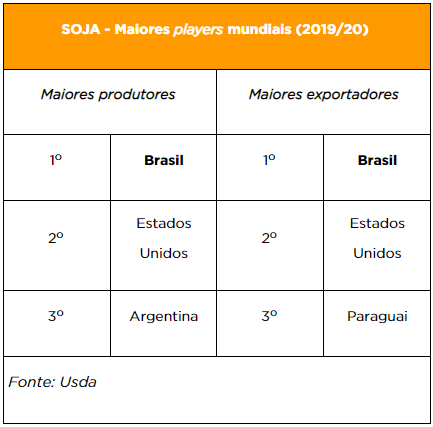 SOJA - Maiores players mundiais (2019/20)
Maiores produtores Maiores exportadores
1º Brasil 1º Brasil
Estados Estados
2º 2º
Unidos Unidos
3º Argentina 3º Paraguai
Fonte: Usda